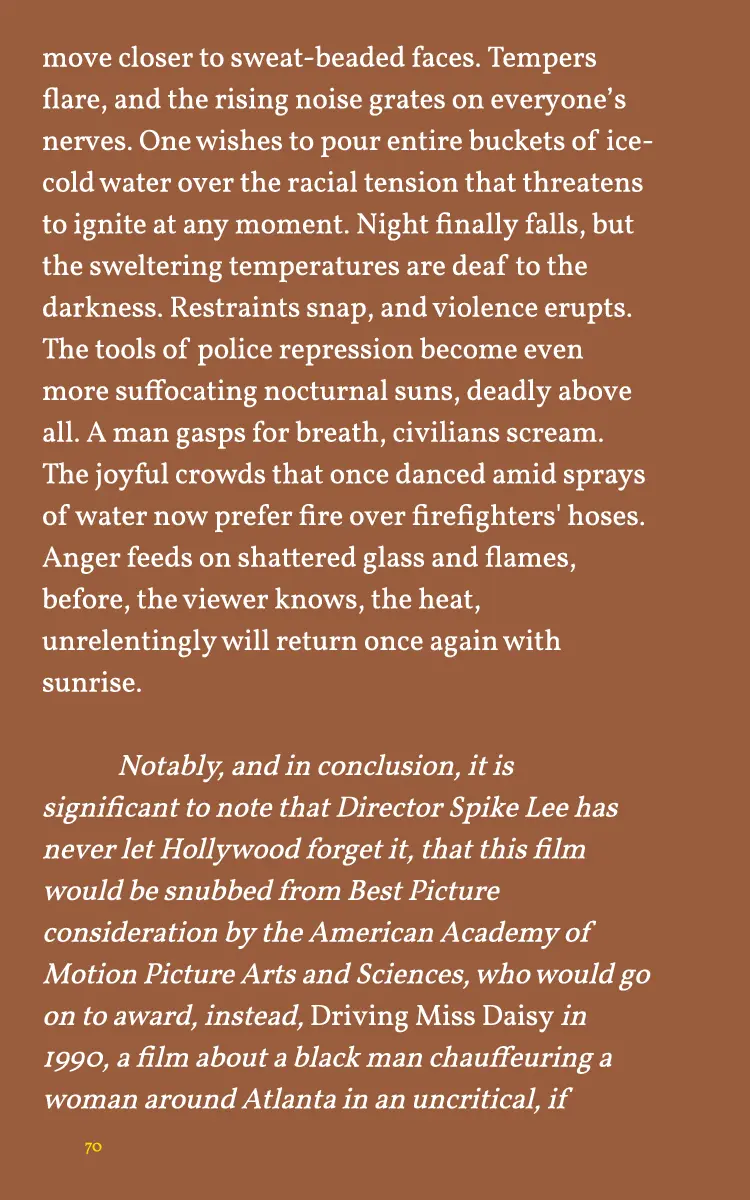 move closer to sweat-beaded faces. Tempers
flare, and the rising noise grates on everyone’s
nerves. One wishes to pour entire buckets of ice-
cold water over the racial tension that threatens
to ignite at any moment. Night finally falls, but
the sweltering temperatures are deaf to the
darkness. Restraints snap, and violence erupts.
The tools of police repression become even
more suffocating nocturnal suns, deadly above
all. A man gasps for breath, civilians scream.
The joyful crowds that once danced amid sprays
of water now prefer fire over firefighters' hoses.
Anger feeds on shattered glass and flames,
before, the viewer knows, the heat,
unrelentingly will return once again with
sunrise.
Notably, and in conclusion, it is
significant to note that Director Spike Lee has
never let Hollywood forget it, that this film
would be snubbed from Best Picture
consideration by the American Academy of
Motion Picture Arts and Sciences, who would go
on to award, instead, Driving Miss Daisy in
1990, a film about a black man chauffeuring a
woman around Atlanta in an uncritical, if
70